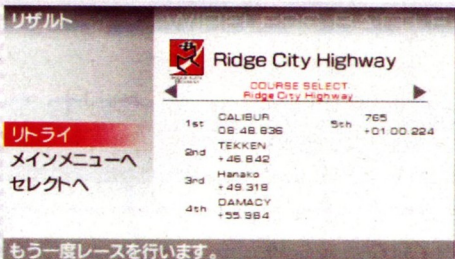 リザルト
WIRELESS BATTLE
Ridge City Highway
COURSE SELECT
Ridge City Highway
リトライ
メインメニューへ
セレクトへ
1st CALIBUR
08.48.836
2nd TEKKEN
+46.842
3rd Hanako
+49.318
4th DAMACY
+55.984
5th 765
+01.00.224
もう一度レースを行います。